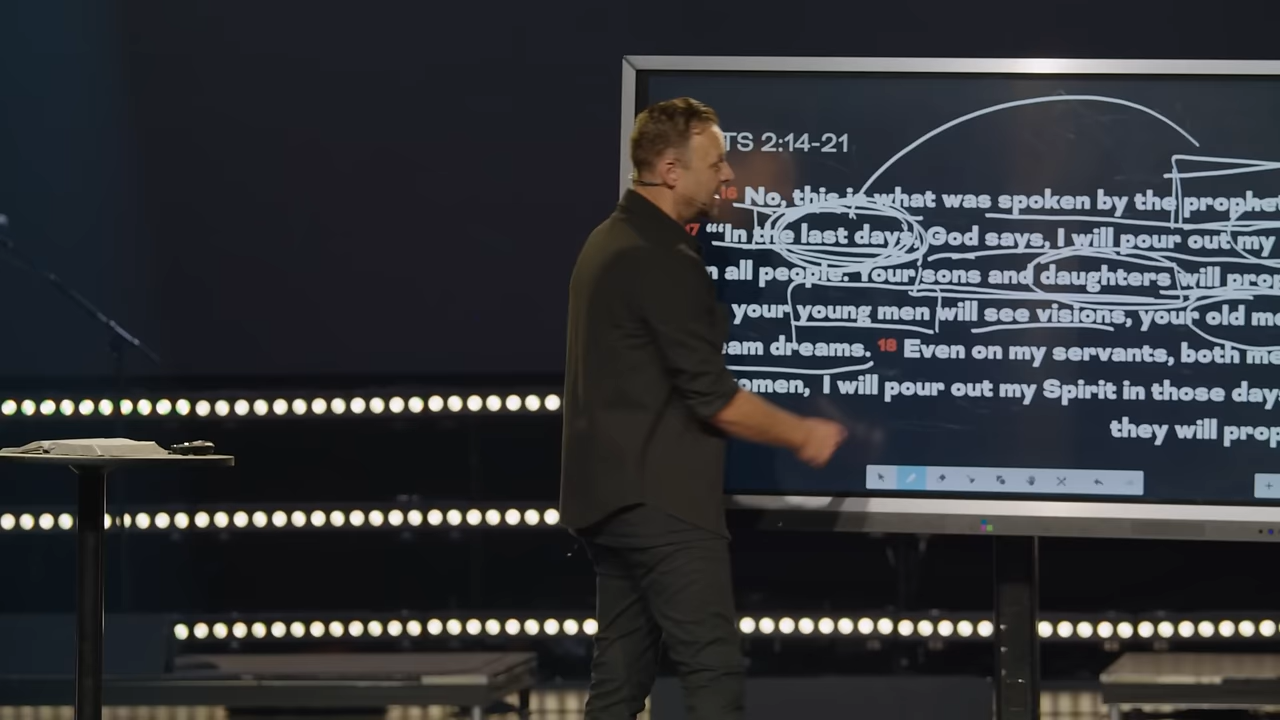 TS 2:14-21
16 No, this is what was spoken by the prophet
17 “‘In the last days, God says, I will pour out my
n all people. Your sons and daughters will prop
your young men will see visions, your old me
eam dreams. 18 Even on my servants, both me
omen, I will pour out my Spirit in those day
they will prop